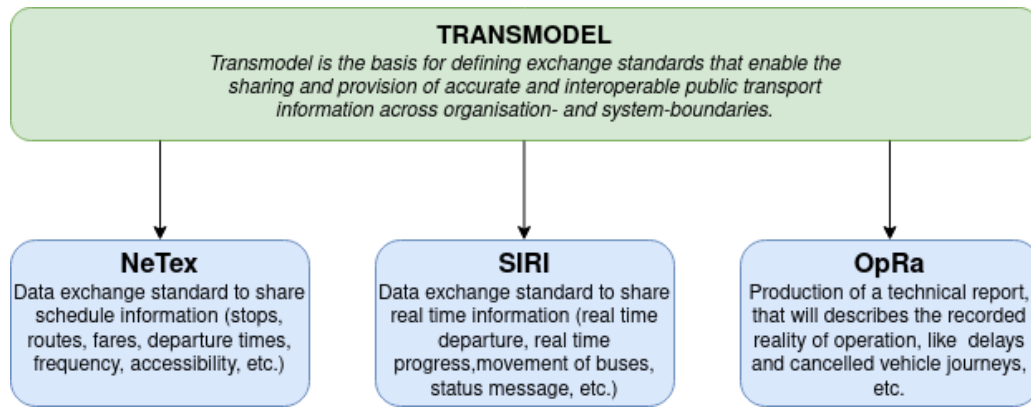 TRANSMODEL
Transmodel is the basis for defining exchange standards that enable the
sharing and provision of accurate and interoperable public transport
information across organisation- and system-boundaries.
NeTex
Data exchange standard to share
schedule information (stops,
routes, fares, departure times,
frequency, accessibility, etc.)
SIRI
Data exchange standard to share
real time information (real time
departure, real time
progress,movement of buses,
status message, etc.)
OpRa
Production of a technical report,
that will describes the recorded
reality of operation, like  delays
and cancelled vehicle journeys,
etc.